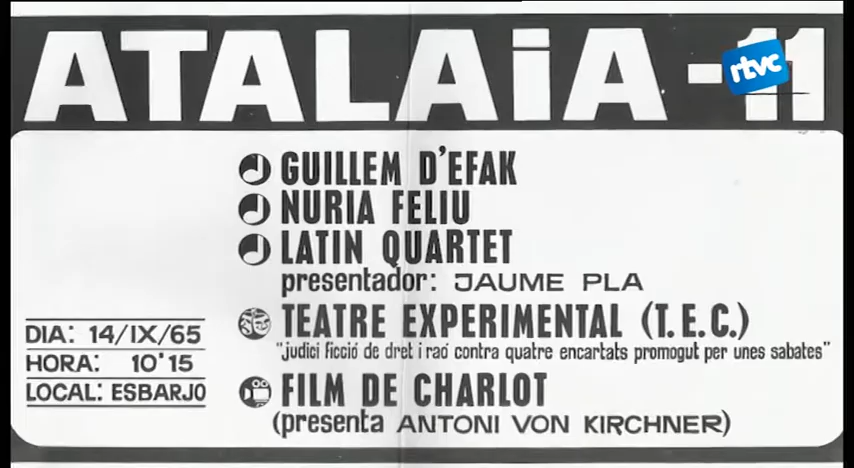 ATALAiA-11
rtvc
GUILLEM D'EFAK
NURIA FELIU
LATIN QUARTET
presentador: JAUME PLA
TEATRE EXPERIMENTAL (T.E.C.)
"judici ficció de dret i raó contra quatre encartats promogut per unes sabates"
FILM DE CHARLOT
(presenta ANTONI VON KIRCHNER)
DIA: 14/IX/65
HORA: 10'15
LOCAL: ESBARJO